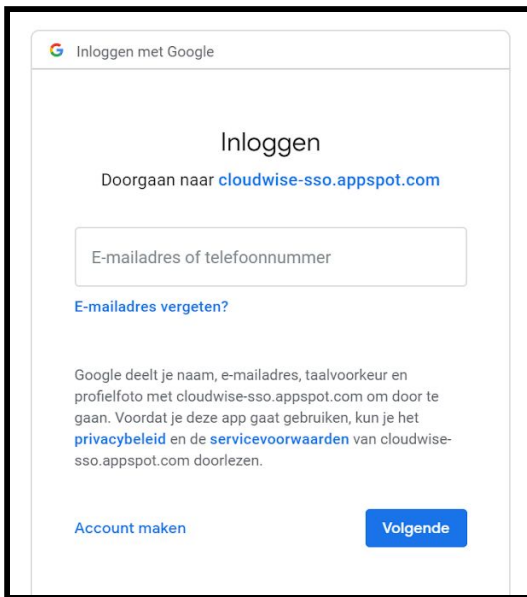 Inloggen met Google
Inloggen
Doorgaan naar cloudwise-sso.appspot.com
E-mailadres of telefoonnummer
E-mailadres vergeten?
Google deelt je naam, e-mailadres, taalvoorkeur en
profielfoto met cloudwise-sso.appspot.com om door te
gaan. Voordat je deze app gaat gebruiken, kun je het
privacybeleid en de servicevoorwaarden van cloudwise-
sso.appspot.com doorlezen.
Account maken
Volgende